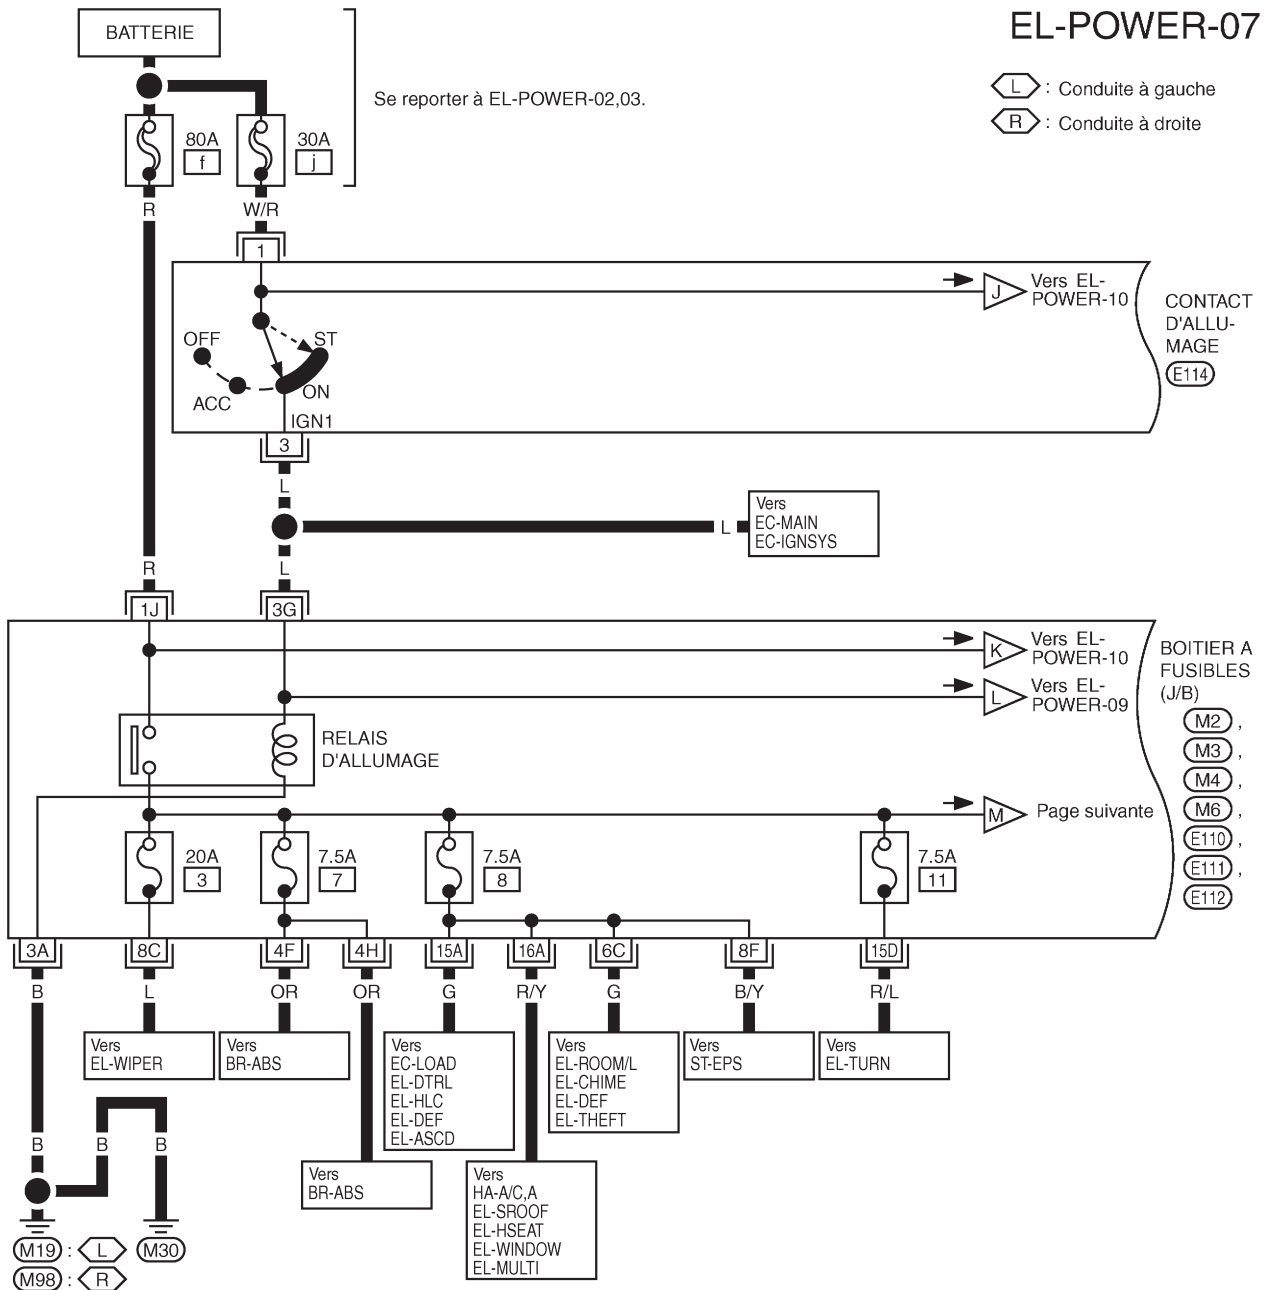 EL-POWER-07
BATTERIE
L : Conduite à gauche
R : Conduite à droite
Se reporter à EL-POWER-02,03.
80A
f
30A
j
R
W/R
1
J
Vers EL-
POWER-10
CONTACT
D'ALLU-
MAGE
E114
OFF
ST
ACC
ON
IGN1
3
L
L
Vers
EC-MAIN
EC-IGNSYS
R
L
1J
3G
K
Vers EL-
POWER-10
L
Vers EL-
POWER-09
BOITIER A
FUSIBLES
(J/B)
M2 ,
M3 ,
M4 ,
M6 ,
E110 ,
E111 ,
E112
RELAIS
D'ALLUMAGE
M
Page suivante
20A
3
7.5A
7
7.5A
8
7.5A
11
3A
8C
4F
4H
15A
16A
6C
8F
15D
B
L
OR
OR
G
R/Y
G
B/Y
R/L
Vers
EL-WIPER
Vers
BR-ABS
Vers
EC-LOAD
EL-DTRL
EL-HLC
EL-DEF
EL-ASCD
Vers
EL-ROOM/L
EL-CHIME
EL-DEF
EL-THEFT
Vers
ST-EPS
Vers
EL-TURN
B
B
B
Vers
BR-ABS
Vers
HA-A/C,A
EL-SROOF
EL-HSEAT
EL-WINDOW
EL-MULTI
M19 : L
M30
M98 : R